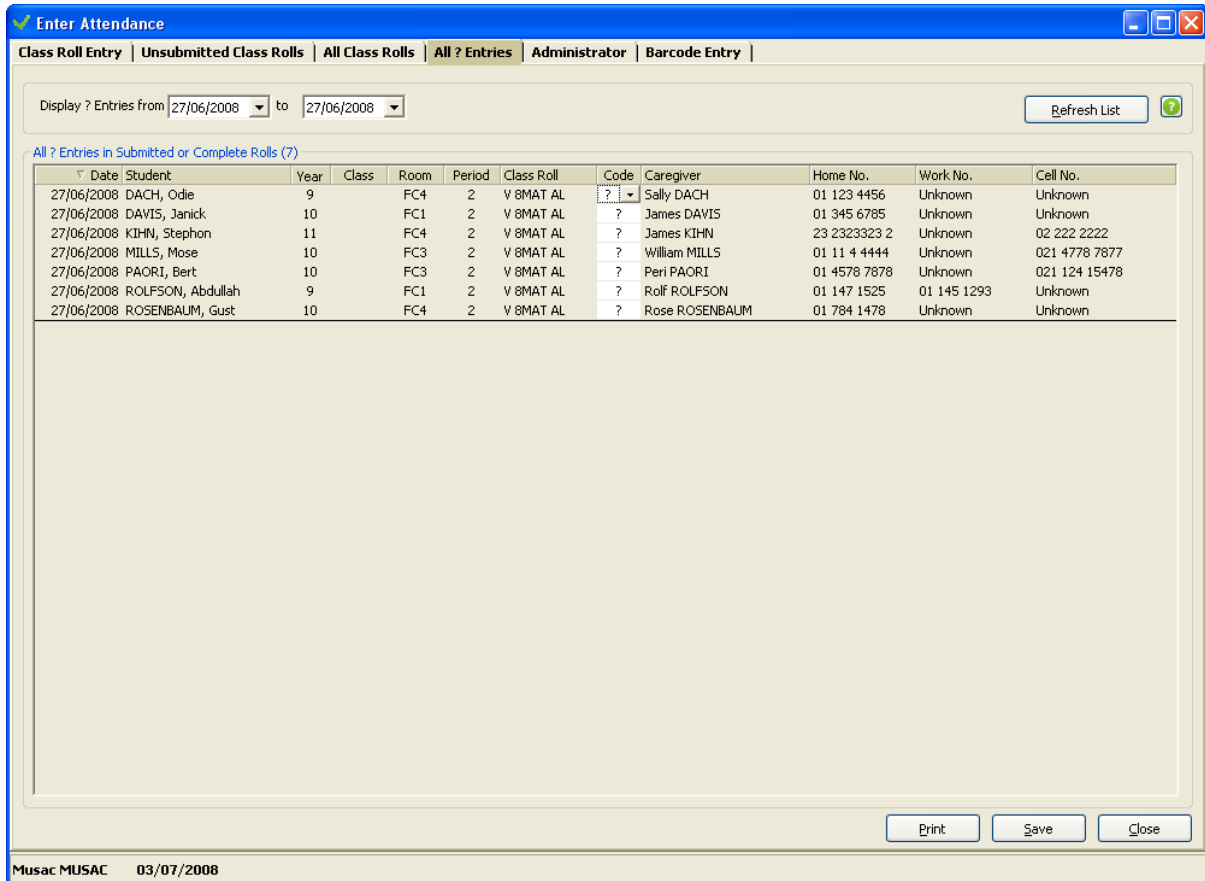 Enter Attendance
Class Roll Entry Unsubmitted Class Rolls All Class Rolls All ? Entries Administrator Barcode Entry
Display ? Entries from 27/06/2008 to 27/06/2008 Refresh List ?
All ? Entries in Submitted or Complete Rolls (7)
Date Student Year Class Room Period Class Roll Code Caregiver Home No. Work No. Cell No.
27/06/2008 DACH, Odie 9 FC4 2 V 8MAT AL ? Sally DACH 01 123 4456 Unknown Unknown
27/06/2008 DAVIS, Janick 10 FC1 2 V 8MAT AL ? James DAVIS 01 345 6785 Unknown Unknown
27/06/2008 KIHN, Stephon 11 FC4 2 V 8MAT AL ? James KIHN 23 2323323 2 Unknown 02 222 2222
27/06/2008 MILLS, Mose 10 FC3 2 V 8MAT AL ? William MILLS 01 11 4 4444 Unknown 021 4778 7877
27/06/2008 PAORI, Bert 10 FC3 2 V 8MAT AL ? Peri PAORI 01 4578 7878 Unknown 021 124 15478
27/06/2008 ROLFSON, Abdullah 9 FC1 2 V 8MAT AL ? Rolf ROLFSON 01 147 1525 01 145 1293 Unknown
27/06/2008 ROSENBAUM, Gust 10 FC4 2 V 8MAT AL ? Rose ROSENBAUM 01 784 1478 Unknown Unknown
Print Save Close
Musac MUSAC 03/07/2008